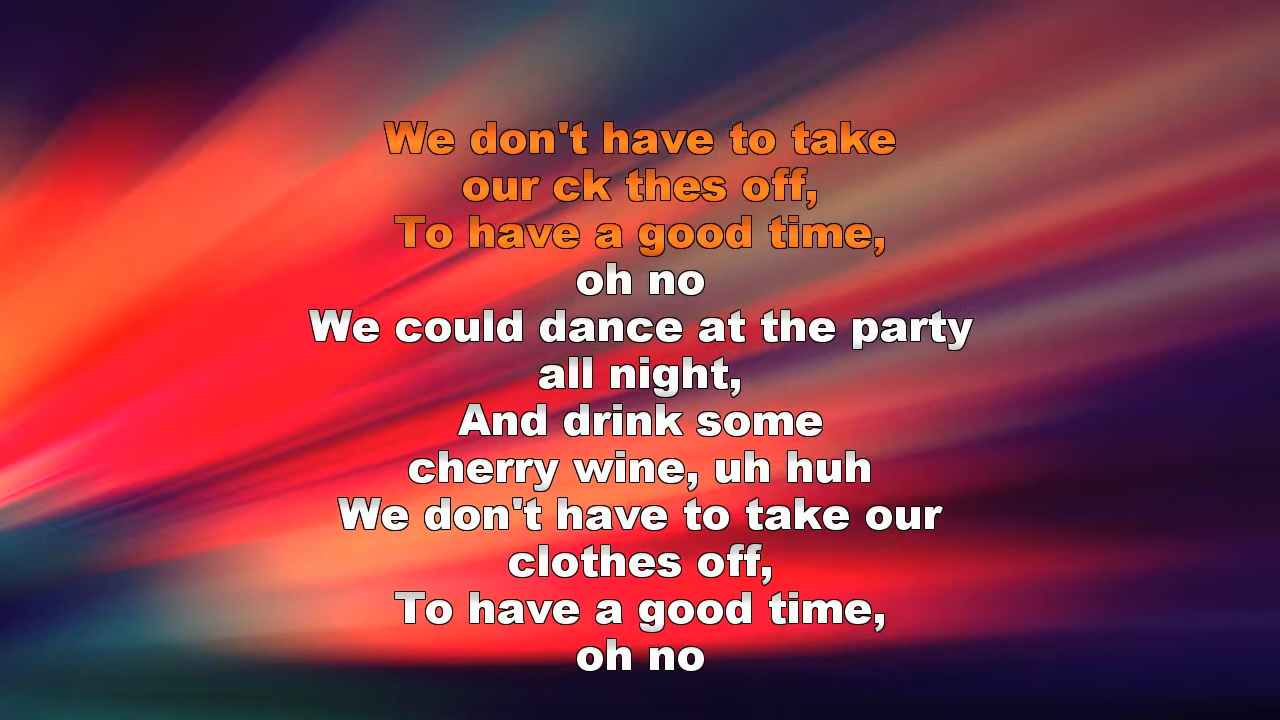 We don't have to take
our ck thes off,
To have a good time,
oh no
We could dance at the party
all night,
And drink some
cherry wine, uh huh
We don't have to take our
clothes off,
To have a good time,
oh no